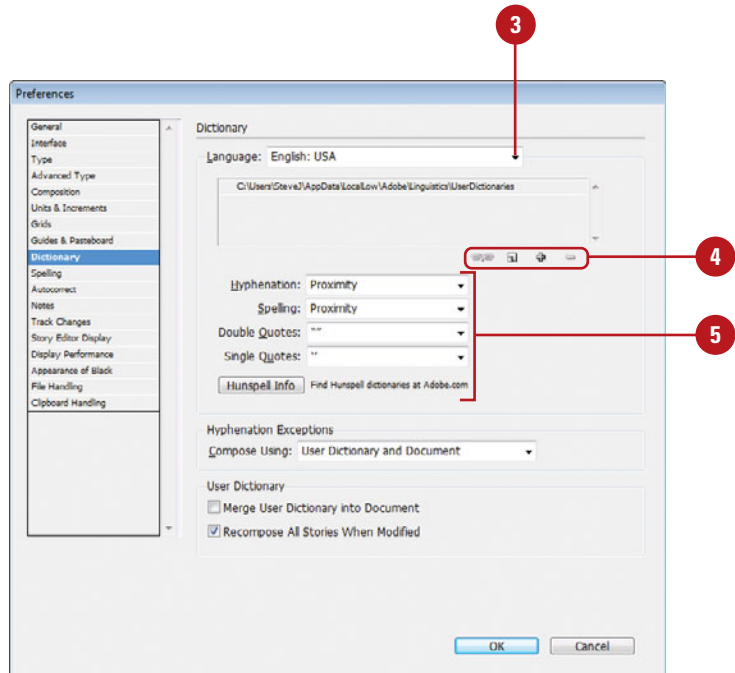 3
Preferences
General
Interface
Type
Advanced Type
Composition
Units & Increments
Grids
Guides & Pasteboard
Dictionary
Spelling
Autocorrect
Notes
Track Changes
Story Editor Display
Display Performance
Appearance of Black
File Handling
Clipboard Handling
Dictionary
Language: English: USA
C:\Users\SteveJ\AppData\LocalLow\Adobe\Linguistics\UserDictionaries
4
Hyphenation: Proximity
Spelling: Proximity
Double Quotes: “”
Single Quotes: ‘’
5
Hunspell Info Find Hunspell dictionaries at Adobe.com
Hyphenation Exceptions
Compose Using: User Dictionary and Document
User Dictionary
Merge User Dictionary into Document
Recompose All Stories When Modified
OK Cancel